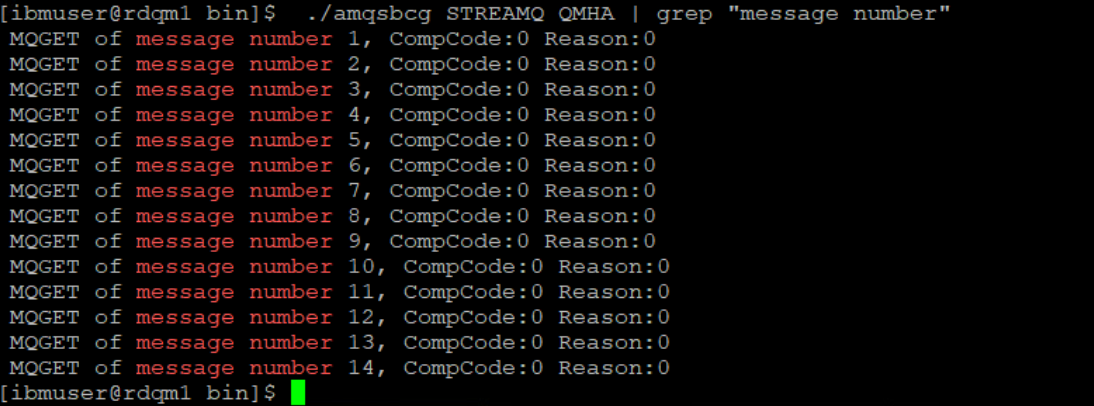 [ibmuser@rdqm1 bin]$  ./amqsbcg STREAMQ QMHA | grep "message number"
 MQGET of message number 1, CompCode:0 Reason:0
 MQGET of message number 2, CompCode:0 Reason:0
 MQGET of message number 3, CompCode:0 Reason:0
 MQGET of message number 4, CompCode:0 Reason:0
 MQGET of message number 5, CompCode:0 Reason:0
 MQGET of message number 6, CompCode:0 Reason:0
 MQGET of message number 7, CompCode:0 Reason:0
 MQGET of message number 8, CompCode:0 Reason:0
 MQGET of message number 9, CompCode:0 Reason:0
 MQGET of message number 10, CompCode:0 Reason:0
 MQGET of message number 11, CompCode:0 Reason:0
 MQGET of message number 12, CompCode:0 Reason:0
 MQGET of message number 13, CompCode:0 Reason:0
 MQGET of message number 14, CompCode:0 Reason:0
[ibmuser@rdqm1 bin]$